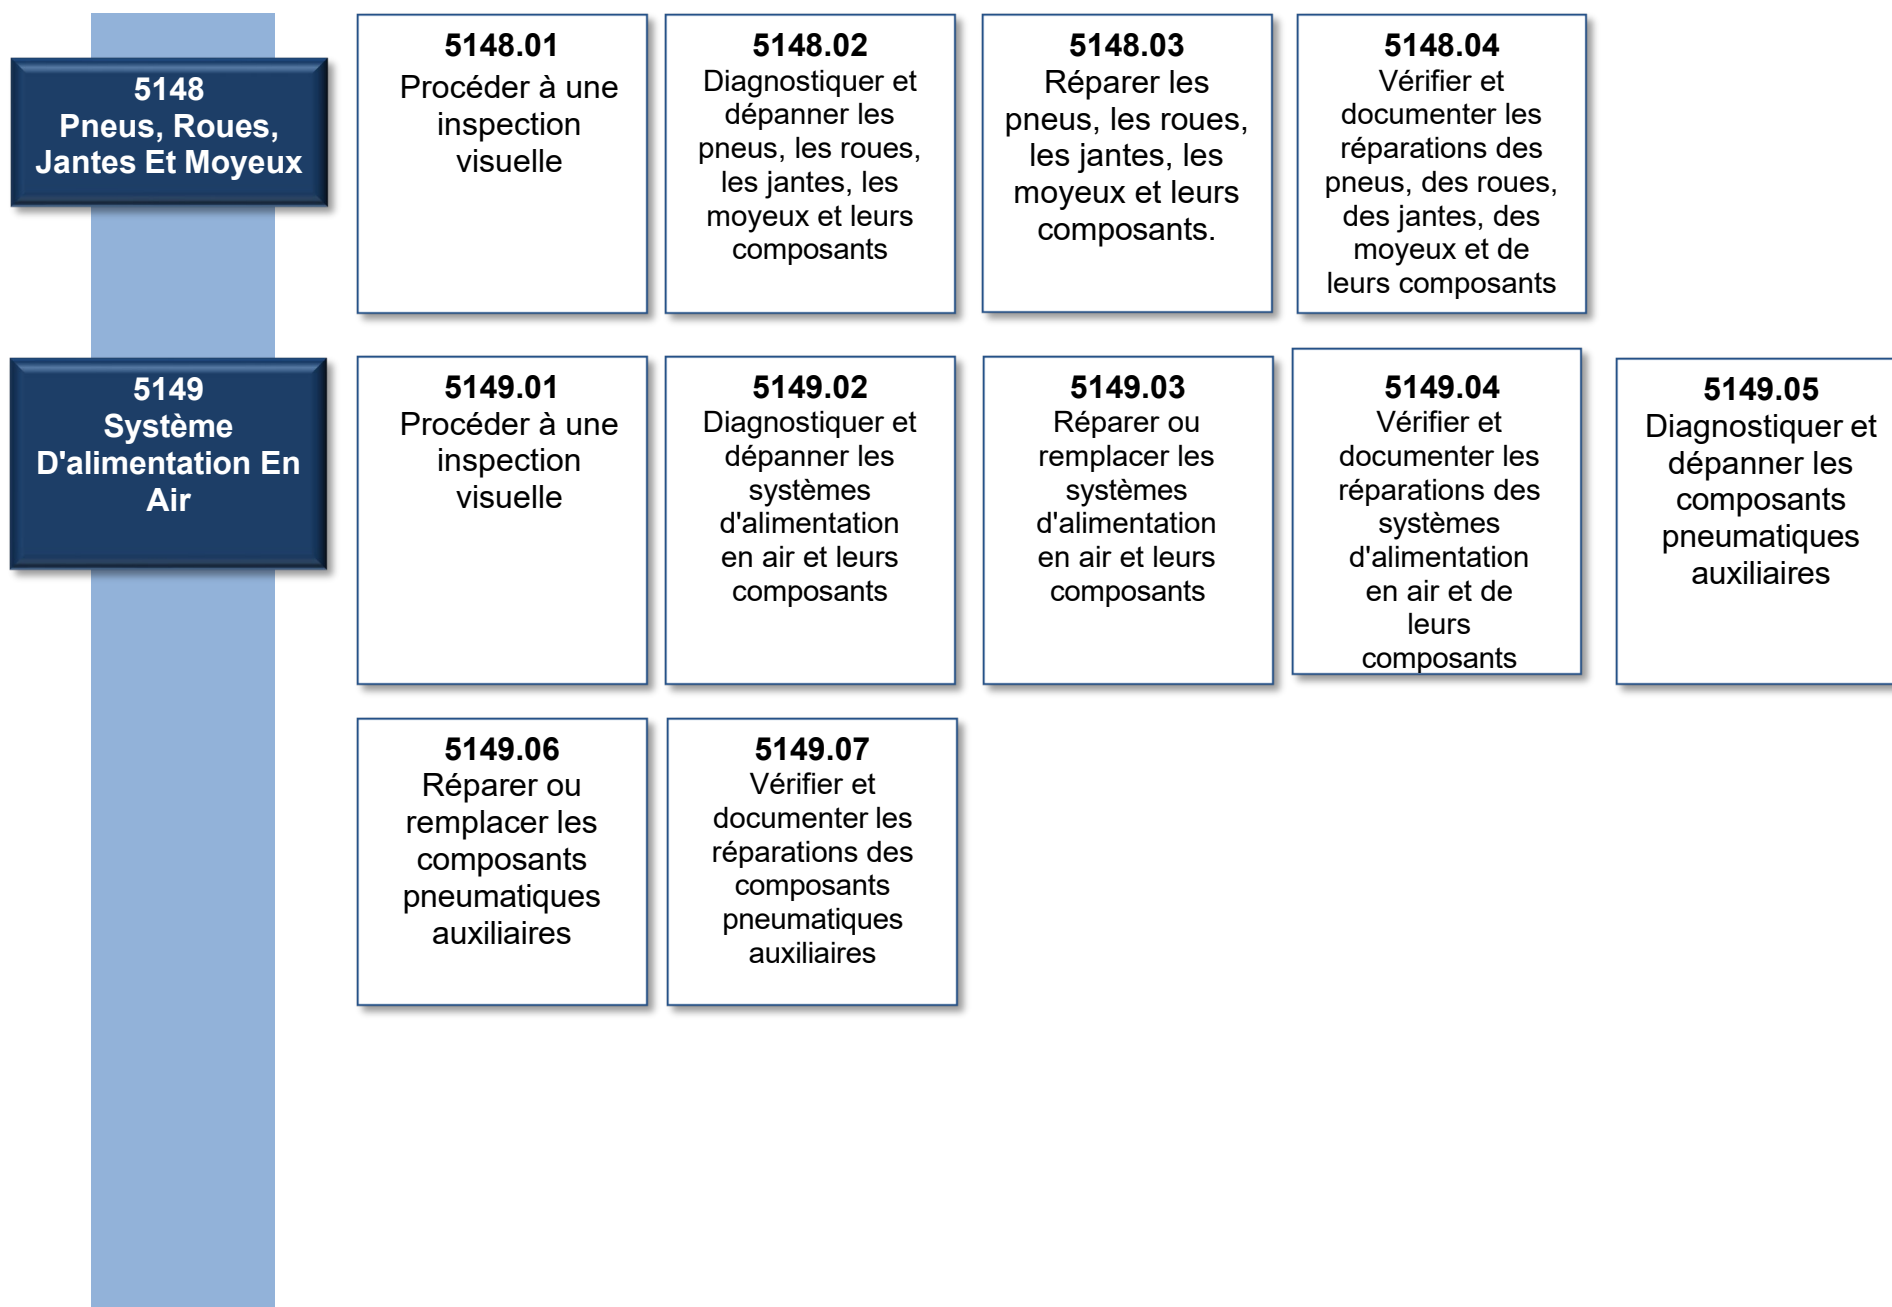 5148
Pneus, Roues,
Jantes Et Moyeux
5148.01
Procéder à une
inspection
visuelle
5148.02
Diagnostiquer et
dépanner les
pneus, les roues,
les jantes, les
moyeux et leurs
composants
5148.03
Réparer les
pneus, les roues,
les jantes, les
moyeux et leurs
composants.
5148.04
Vérifier et
documenter les
réparations des
pneus, des roues,
des jantes, des
moyeux et de
leurs composants
5149
Système
D'alimentation En
Air
5149.01
Procéder à une
inspection
visuelle
5149.02
Diagnostiquer et
dépanner les
systèmes
d'alimentation
en air et leurs
composants
5149.03
Réparer ou
remplacer les
systèmes
d'alimentation
en air et leurs
composants
5149.04
Vérifier et
documenter les
réparations des
systèmes
d'alimentation
en air et de
leurs
composants
5149.05
Diagnostiquer et
dépanner les
composants
pneumatiques
auxiliaires
5149.06
Réparer ou
remplacer les
composants
pneumatiques
auxiliaires
5149.07
Vérifier et
documenter les
réparations des
composants
pneumatiques
auxiliaires